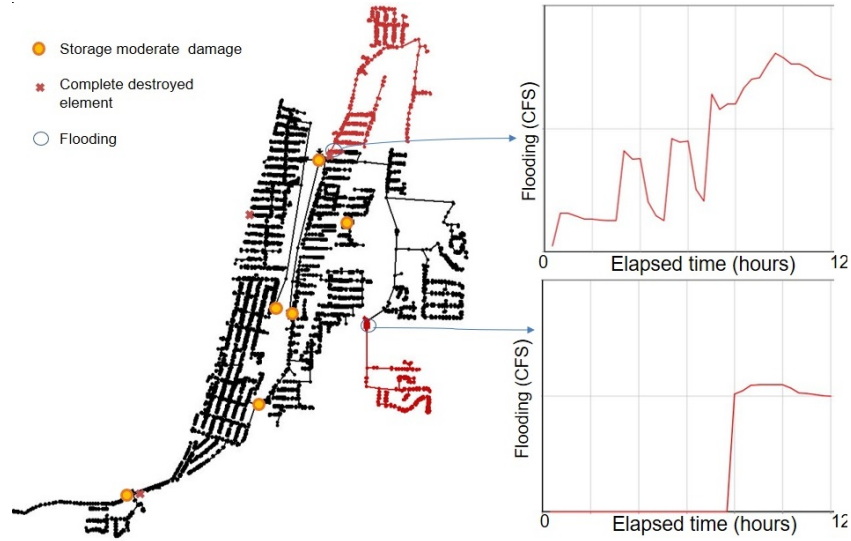 Storage moderate damage
Complete destroyed
element
Flooding
Flooding (CFS)
0
Elapsed time (hours)
12
Flooding (CFS)
0
Elapsed time (hours)
12